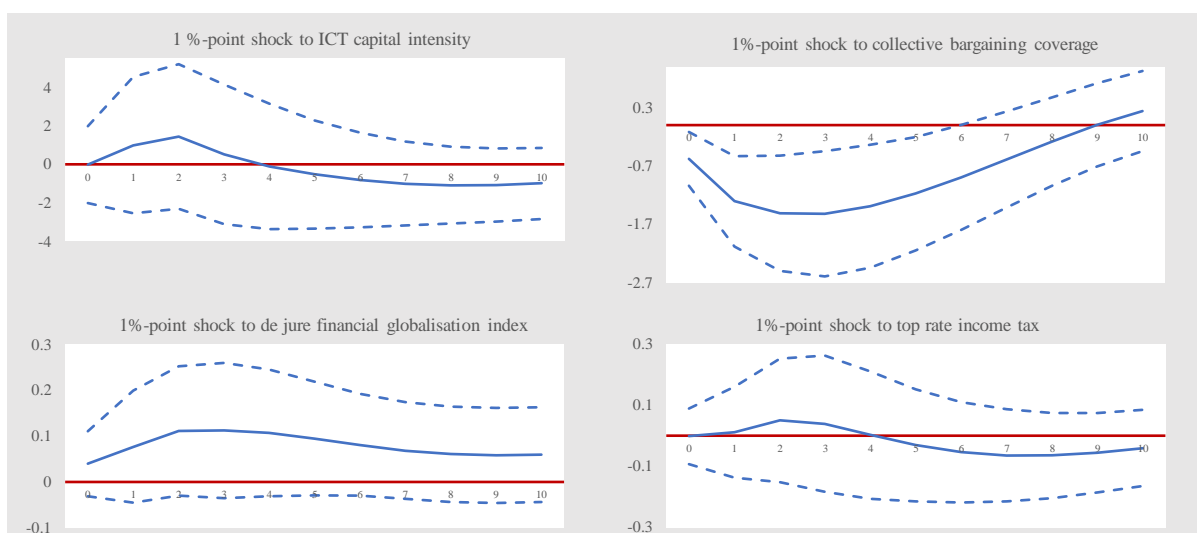 1 %-point shock to ICT capital intensity
4
2
0
-2
-4
0 1 2 3 4 5 6 7 8 9 10
1%-point shock to collective bargaining coverage
0.3
-0.7
-1.7
-2.7
0 1 2 3 4 5 6 7 8 9 10
1%-point shock to de jure financial globalisation index
0.3
0.2
0.1
0
-0.1
0 1 2 3 4 5 6 7 8 9 10
1%-point shock to top rate income tax
0.3
0.1
-0.1
-0.3
0 1 2 3 4 5 6 7 8 9 10